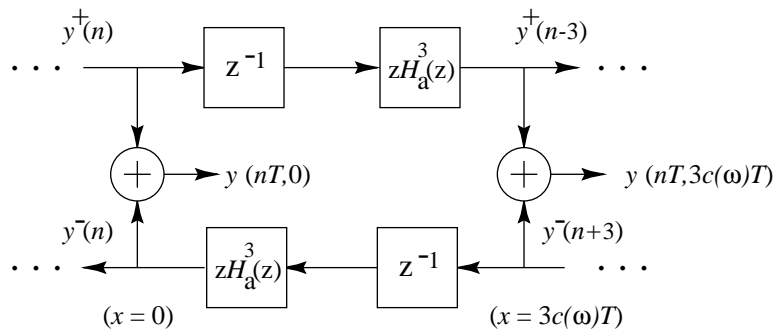 y⁺(n) y⁺(n-3)
· · · z⁻¹ zHₐ³(z) · · ·
+ y (nT,0) + y (nT,3c(ω)T)
y⁻(n) y⁻(n+3)
· · · zHₐ³(z) z⁻¹ · · ·
(x = 0) (x = 3c(ω)T)